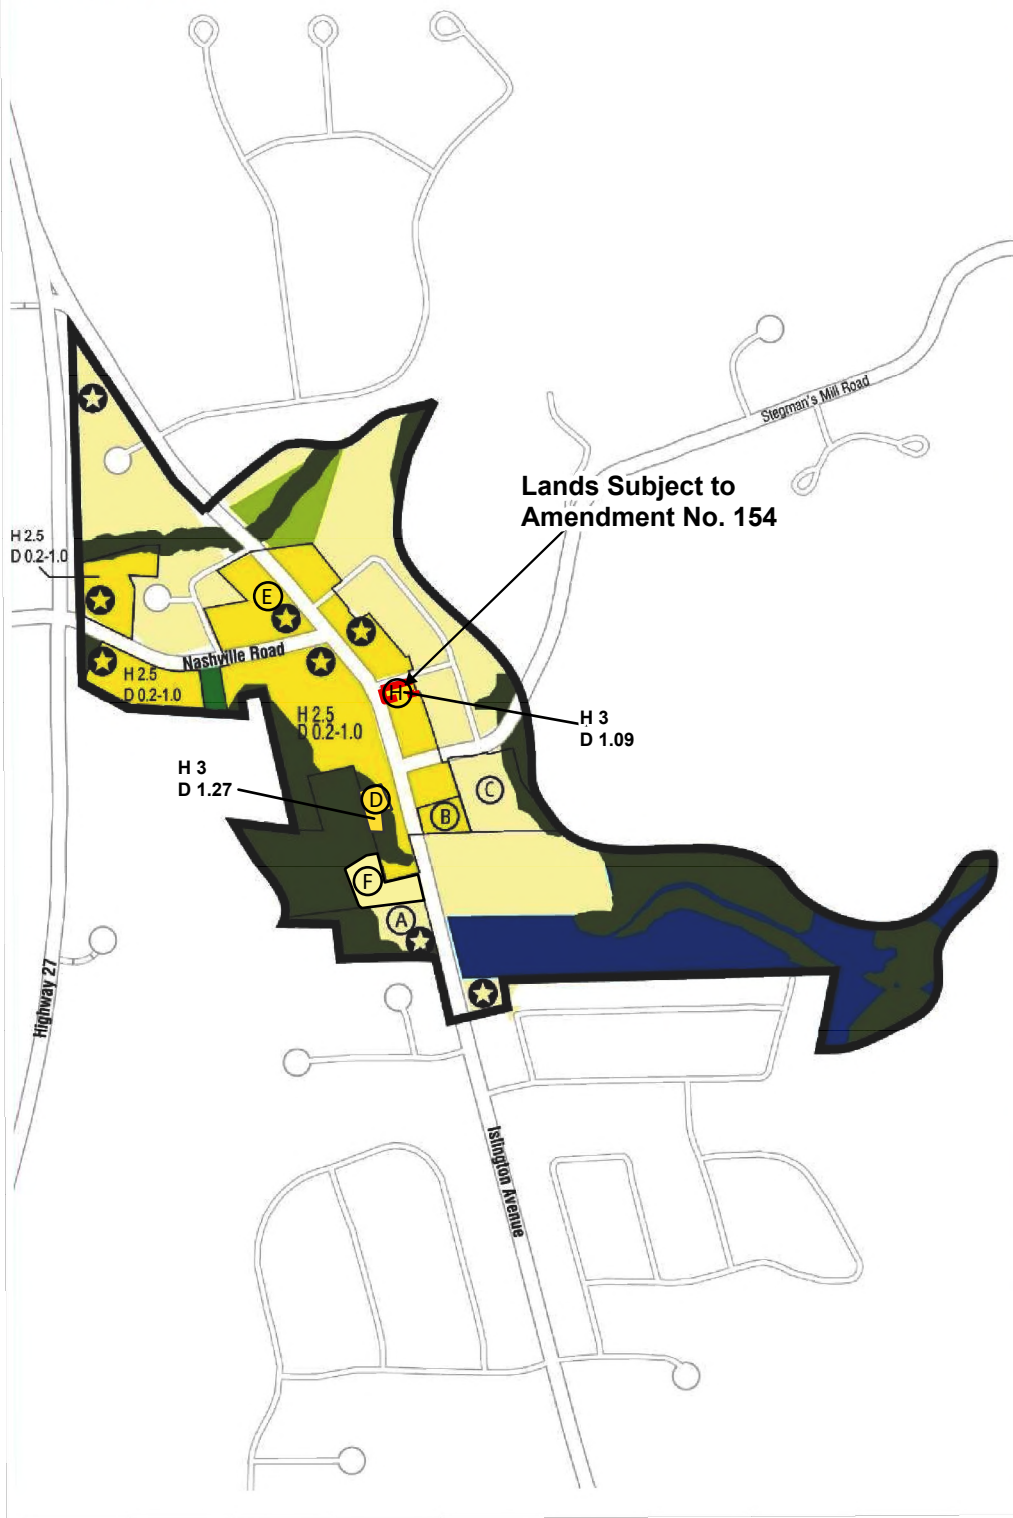 Stegman's Mill Road
Lands Subject to
Amendment No. 154
H 2.5
D 0.2-1.0
E
Nashville Road
H 2.5
D 0.2-1.0
H
H 2.5
D 0.2-1.0
H 3
D 1.09
H 3
D 1.27
D
C
B
F
A
Highway 27
Islington Avenue